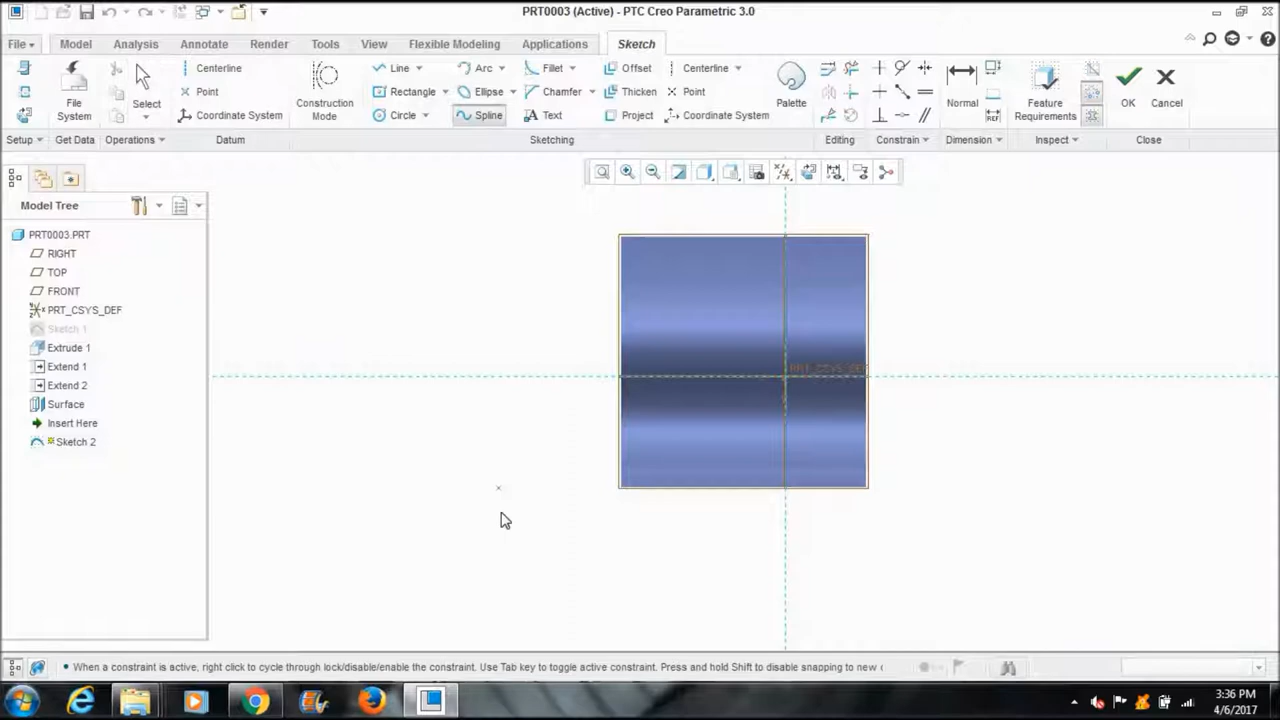 PRT0003 (Active) - PTC Creo Parametric 3.0
File Model Analysis Annotate Render Tools View Flexible Modeling Applications Sketch
Centerline Line Arc Fillet Offset Centerline
Point Rectangle Ellipse Chamfer Thicken Point
Coordinate System Circle Spline Text Project Coordinate System
File System Select Construction Mode Palette Normal Feature Requirements OK Cancel
Setup Get Data Operations Datum Sketching Editing Constrain Dimension Inspect Close
Model Tree
PRT0003.PRT
RIGHT
TOP
FRONT
PRT_CSYS_DEF
Sketch 1
Extrude 1
Extend 1
Extend 2
Surface
Insert Here
Sketch 2
PRT_CSYS_DEF
When a constraint is active, right click to cycle through lock/disable/enable the constraint. Use Tab key to toggle active constraint. Press and hold Shift to disable snapping to new
3:36 PM
4/6/2017